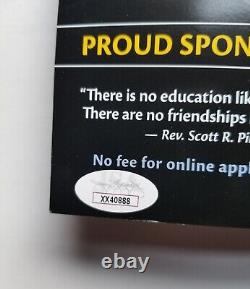 PROUD SPON
"There is no education lik
There are no friendships
— Rev. Scott R. Pi
No fee for online appl
XX40888